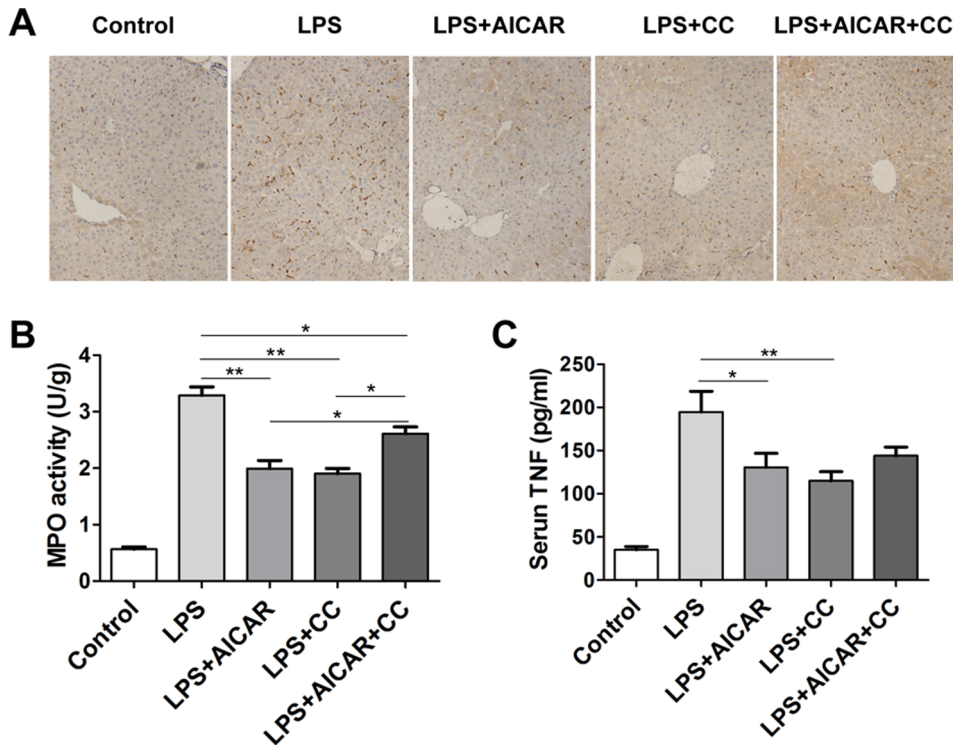 A
Control LPS LPS+AICAR LPS+CC LPS+AICAR+CC
B
MPO activity (U/g)
4
3
2
1
0
*
**
**
*
*
Control
LPS
LPS+AICAR
LPS+CC
LPS+AICAR+CC
C
Serun TNF (pg/ml)
250
200
150
100
50
0
**
*
Control
LPS
LPS+AICAR
LPS+CC
LPS+AICAR+CC